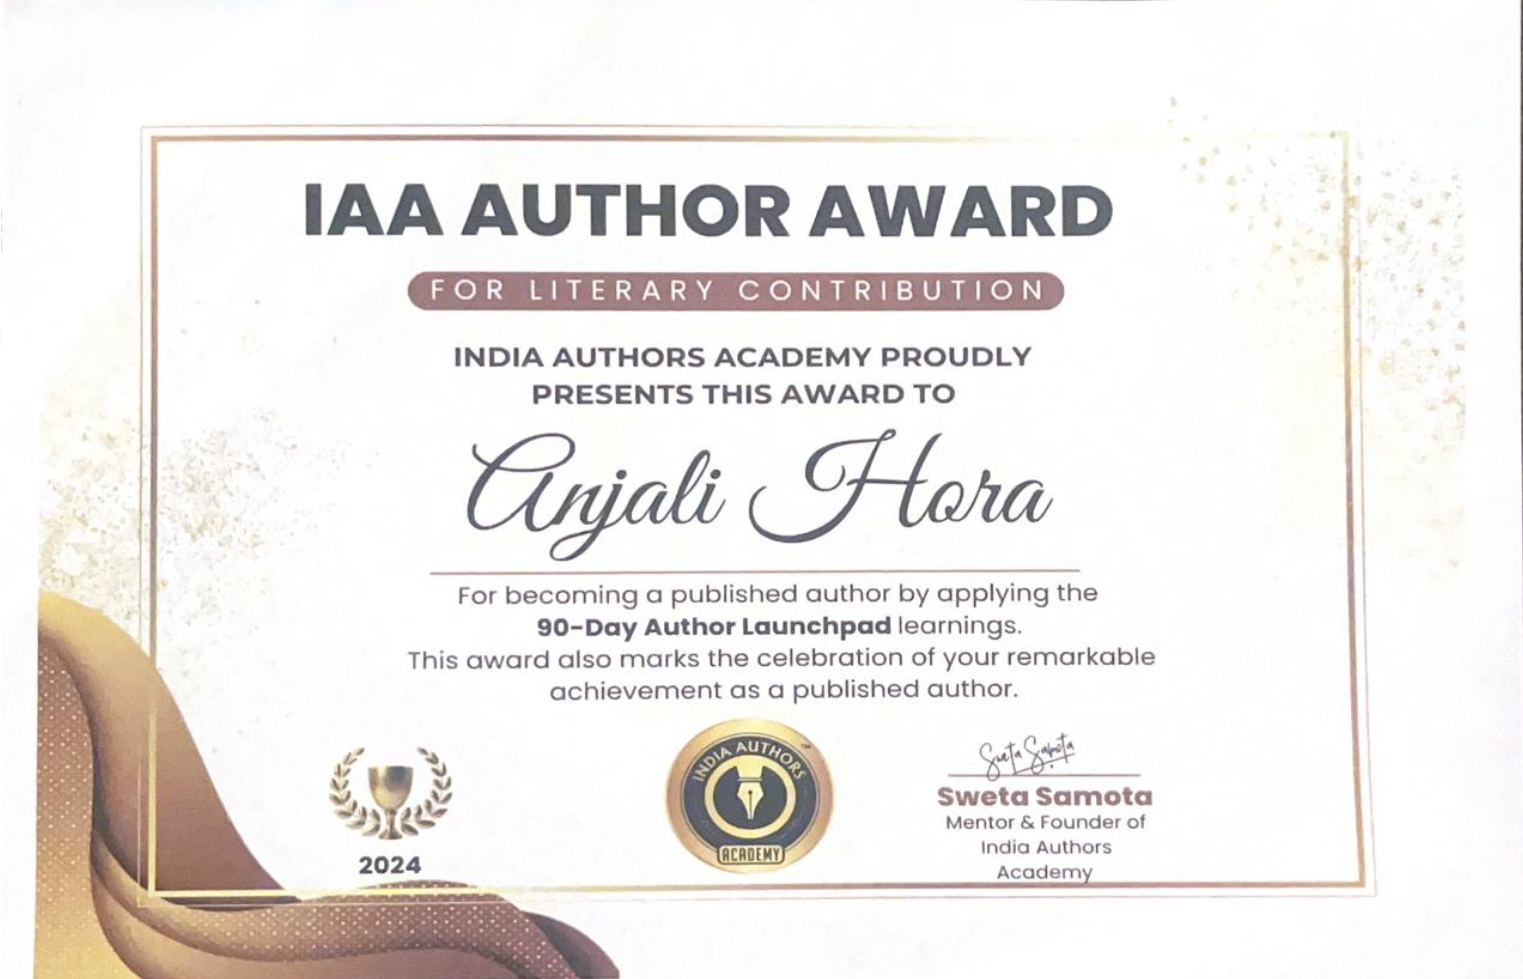 IAA AUTHOR AWARD
FOR LITERARY CONTRIBUTION
INDIA AUTHORS ACADEMY PROUDLY
PRESENTS THIS AWARD TO
Anjali Hora
For becoming a published author by applying the
90-Day Author Launchpad learnings.
This award also marks the celebration of your remarkable
achievement as a published author.
2024
INDIA AUTHORS
ACADEMY
TM
Sweta Samota
Sweta Samota
Mentor & Founder of
India Authors
Academy